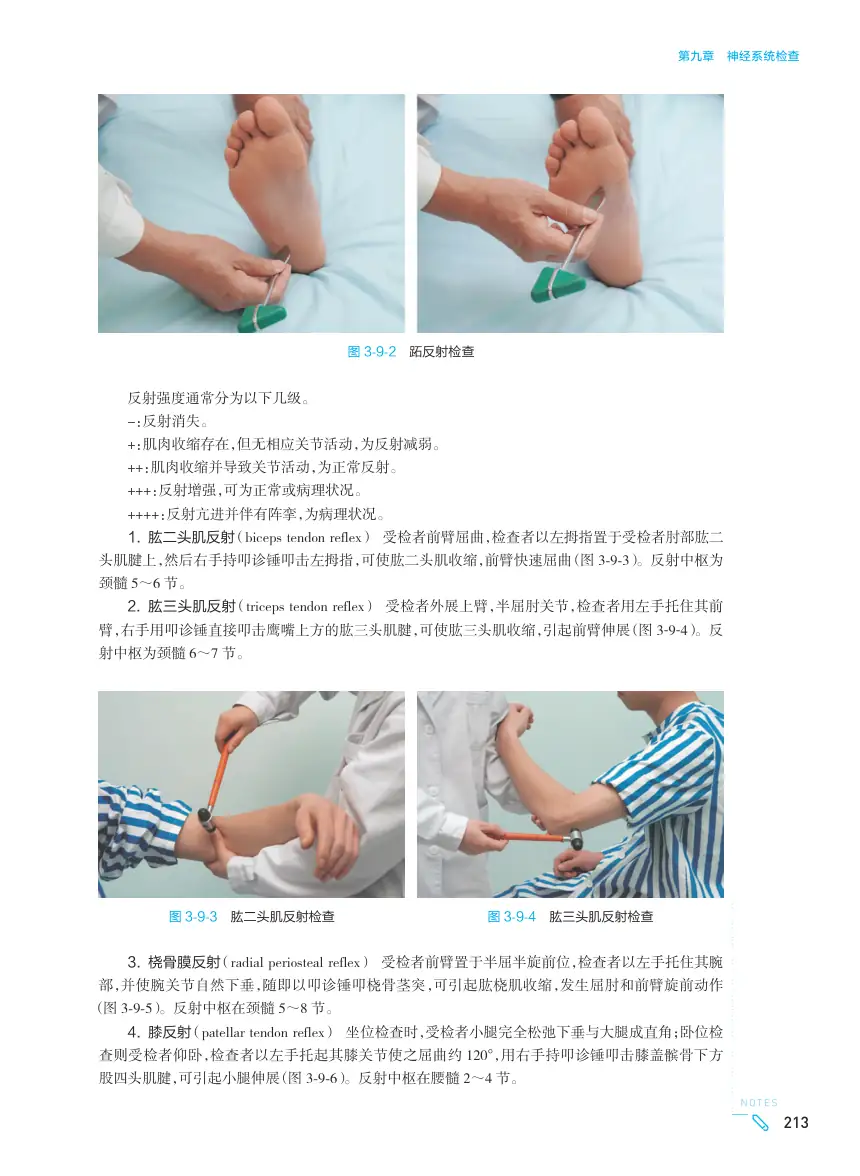 第九章 神经系统检查
图 3-9-2 跖反射检查
反射强度通常分为以下几级。
-:反射消失。
+:肌肉收缩存在,但无相应关节活动,为反射减弱。
++:肌肉收缩并导致关节活动,为正常反射。
+++:反射增强,可为正常或病理状况。
++++:反射亢进并伴有阵挛,为病理状况。
1. 肱二头肌反射(biceps tendon reflex) 受检者前臂屈曲,检查者以左拇指置于受检者肘部肱二
头肌腱上,然后右手持叩诊锤叩击左拇指,可使肱二头肌收缩,前臂快速屈曲(图 3-9-3)。反射中枢为
颈髓 5～6 节。
2. 肱三头肌反射(triceps tendon reflex) 受检者外展上臂,半屈肘关节,检查者用左手托住其前
臂,右手用叩诊锤直接叩击鹰嘴上方的肱三头肌腱,可使肱三头肌收缩,引起前臂伸展(图 3-9-4)。反
射中枢为颈髓 6～7 节。
图 3-9-3 肱二头肌反射检查
图 3-9-4 肱三头肌反射检查
3. 桡骨膜反射(radial periosteal reflex) 受检者前臂置于半屈半旋前位,检查者以左手托住其腕
部,并使腕关节自然下垂,随即以叩诊锤叩桡骨茎突,可引起肱桡肌收缩,发生屈肘和前臂旋前动作
(图 3-9-5)。反射中枢在颈髓 5～8 节。
4. 膝反射(patellar tendon reflex) 坐位检查时,受检者小腿完全松弛下垂与大腿成直角;卧位检
查则受检者仰卧,检查者以左手托起其膝关节使之屈曲约 120°,用右手持叩诊锤叩击膝盖髌骨下方
股四头肌腱,可引起小腿伸展(图 3-9-6)。反射中枢在腰髓 2～4 节。
NOTES
213